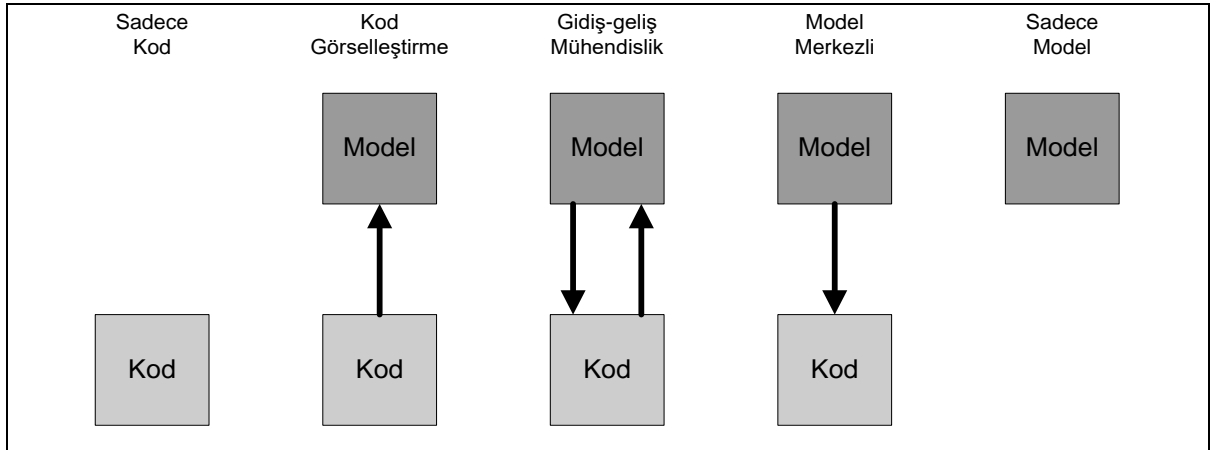 Sadece
Kod
Kod
Görselleştirme
Gidiş-geliş
Mühendislik
Model
Merkezli
Sadece
Model
Model
Model
Model
Model
Kod
Kod
Kod
Kod